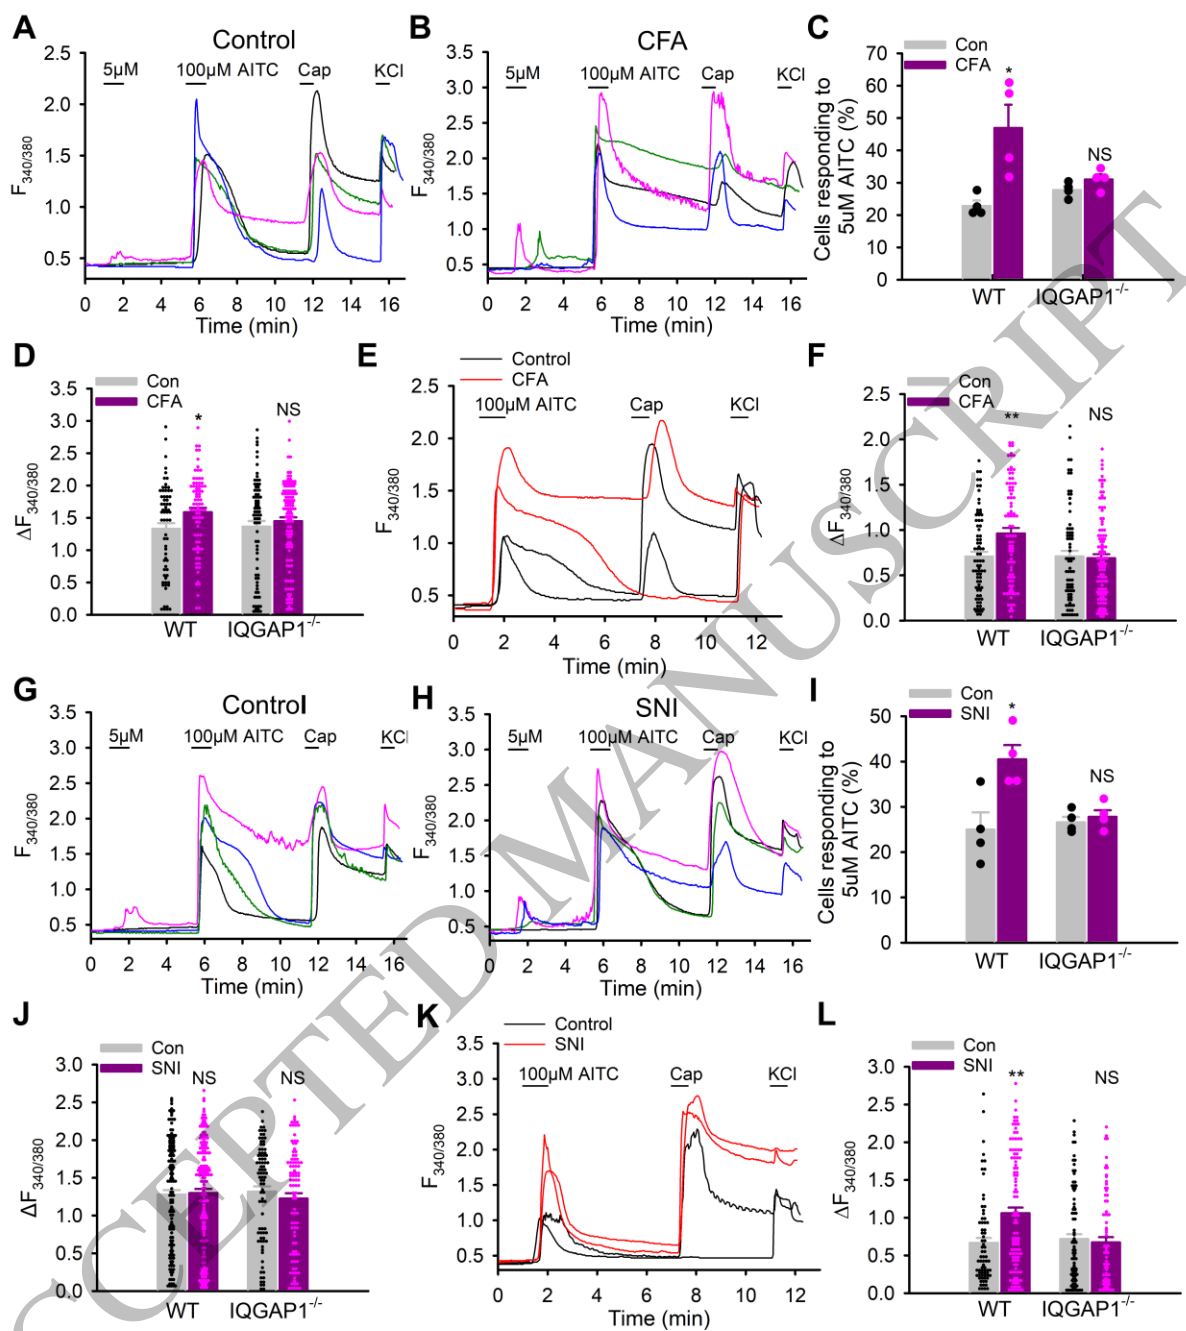 A
Control
5µM
100µM AITC
Cap
KCl
F340/380
2.5
2.0
1.5
1.0
0.5
0 2 4 6 8 10 12 14 16
Time (min)
B
CFA
5µM
100µM AITC
Cap
KCl
F340/380
3.5
3.0
2.5
2.0
1.5
1.0
0.5
0 2 4 6 8 10 12 14 16
Time (min)
C
Con
CFA
Cells responding to
5uM AITC (%)
70
60
50
40
30
20
10
0
*
NS
WT IQGAP1-/-
D
Con
CFA
ΔF340/380
3.5
3.0
2.5
2.0
1.5
1.0
0.5
0.0
*
NS
WT IQGAP1-/-
E
Control
CFA
100µM AITC
Cap
KCl
F340/380
2.0
1.5
1.0
0.5
0 2 4 6 8 10 12
Time (min)
F
Con
CFA
ΔF340/380
2.5
2.0
1.5
1.0
0.5
0.0
**
NS
WT IQGAP1-/-
G
Control
5µM
100µM AITC
Cap
KCl
F340/380
3.5
3.0
2.5
2.0
1.5
1.0
0.5
0 2 4 6 8 10 12 14 16
Time (min)
H
SNI
5µM
100µM AITC
Cap
KCl
F340/380
3.5
3.0
2.5
2.0
1.5
1.0
0.5
0 2 4 6 8 10 12 14 16
Time (min)
I
Con
SNI
Cells responding to
5uM AITC (%)
50
40
30
20
10
0
*
NS
WT IQGAP1-/-
J
Con
SNI
ΔF340/380
3.0
2.5
2.0
1.5
1.0
0.5
0.0
NS
NS
WT IQGAP1-/-
K
Control
SNI
100µM AITC
Cap
KCl
F340/380
3.0
2.5
2.0
1.5
1.0
0.5
0 2 4 6 8 10 12
Time (min)
L
Con
SNI
ΔF340/380
3.0
2.5
2.0
1.5
1.0
0.5
0.0
**
NS
WT IQGAP1-/-
CCEPTED MANUSCRIPT